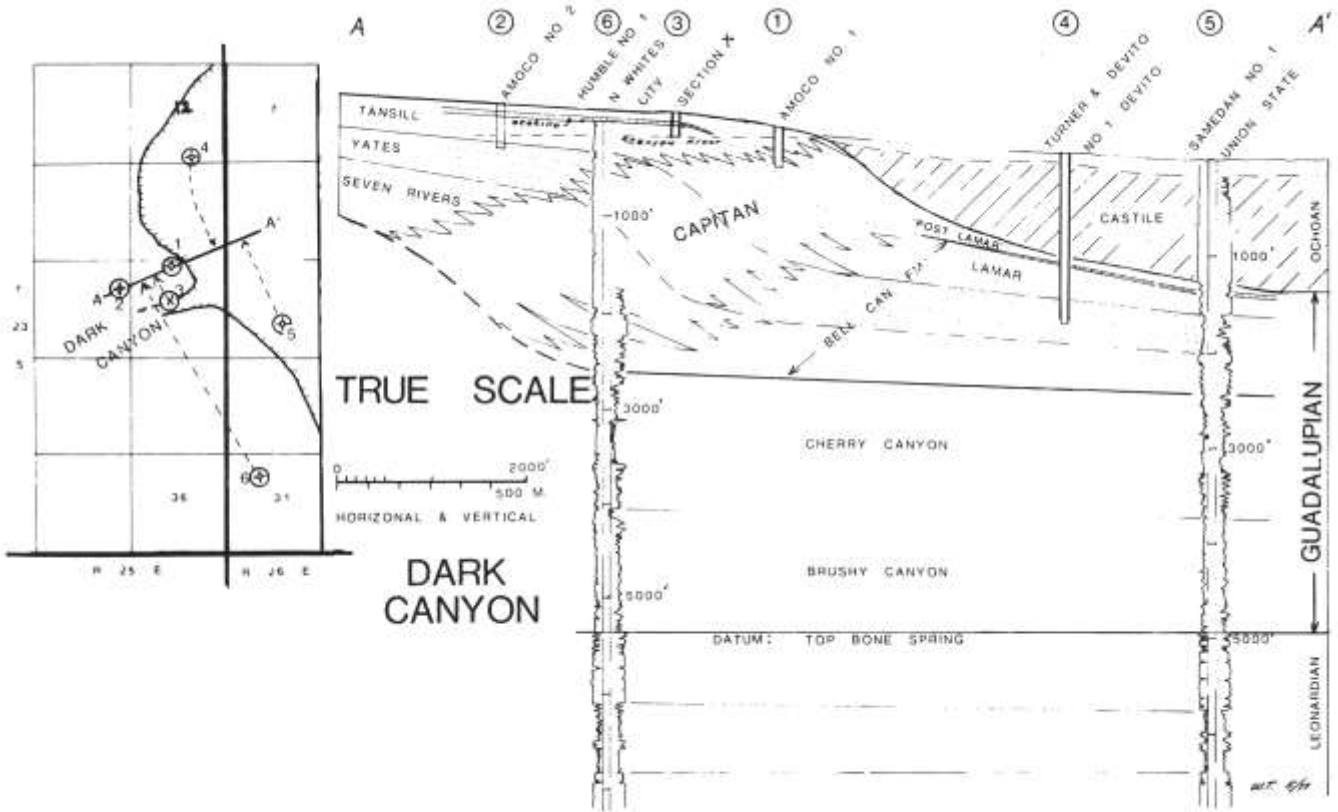 A
②
⑥
③
①
④
⑤
A'
AMOCO NO. 2
HUMBLE NO. 1
N WHITES
CITY
SECTION X
AMOCO NO. 1
TURNER & DEVITO
NO. 1 DEVITO
SAMEDAN NO. 1
UNION STATE
TANSILL
YATES
SEVEN RIVERS
CAPITAN
1000'
POST LAMAR
LAMAR
BELL CAN FM
CASTILE
1000'
OCHOAN
4
A'
1
A
2
3
5
DARK
CANYON
T
23
S
6
36
31
R 25 E
R 26 E
TRUE SCALE
0 2000'
500 M.
HORIZONAL & VERTICAL
DARK
CANYON
3000'
CHERRY CANYON
3000'
BRUSHY CANYON
5000'
GUADALUPIAN
DATUM: TOP BONE SPRING
5000'
LEONARDIAN